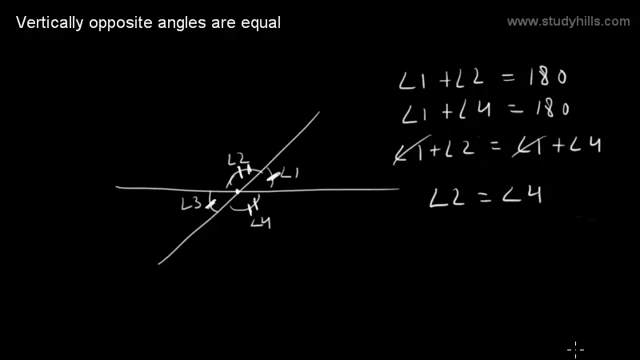 Vertically opposite angles are equal
www.studyhills.com
∠1 + ∠2 = 180
∠1 + ∠4 = 180
∠1 + ∠2 = ∠1 + ∠4
∠2 = ∠4
∠2
∠1
∠3
∠4